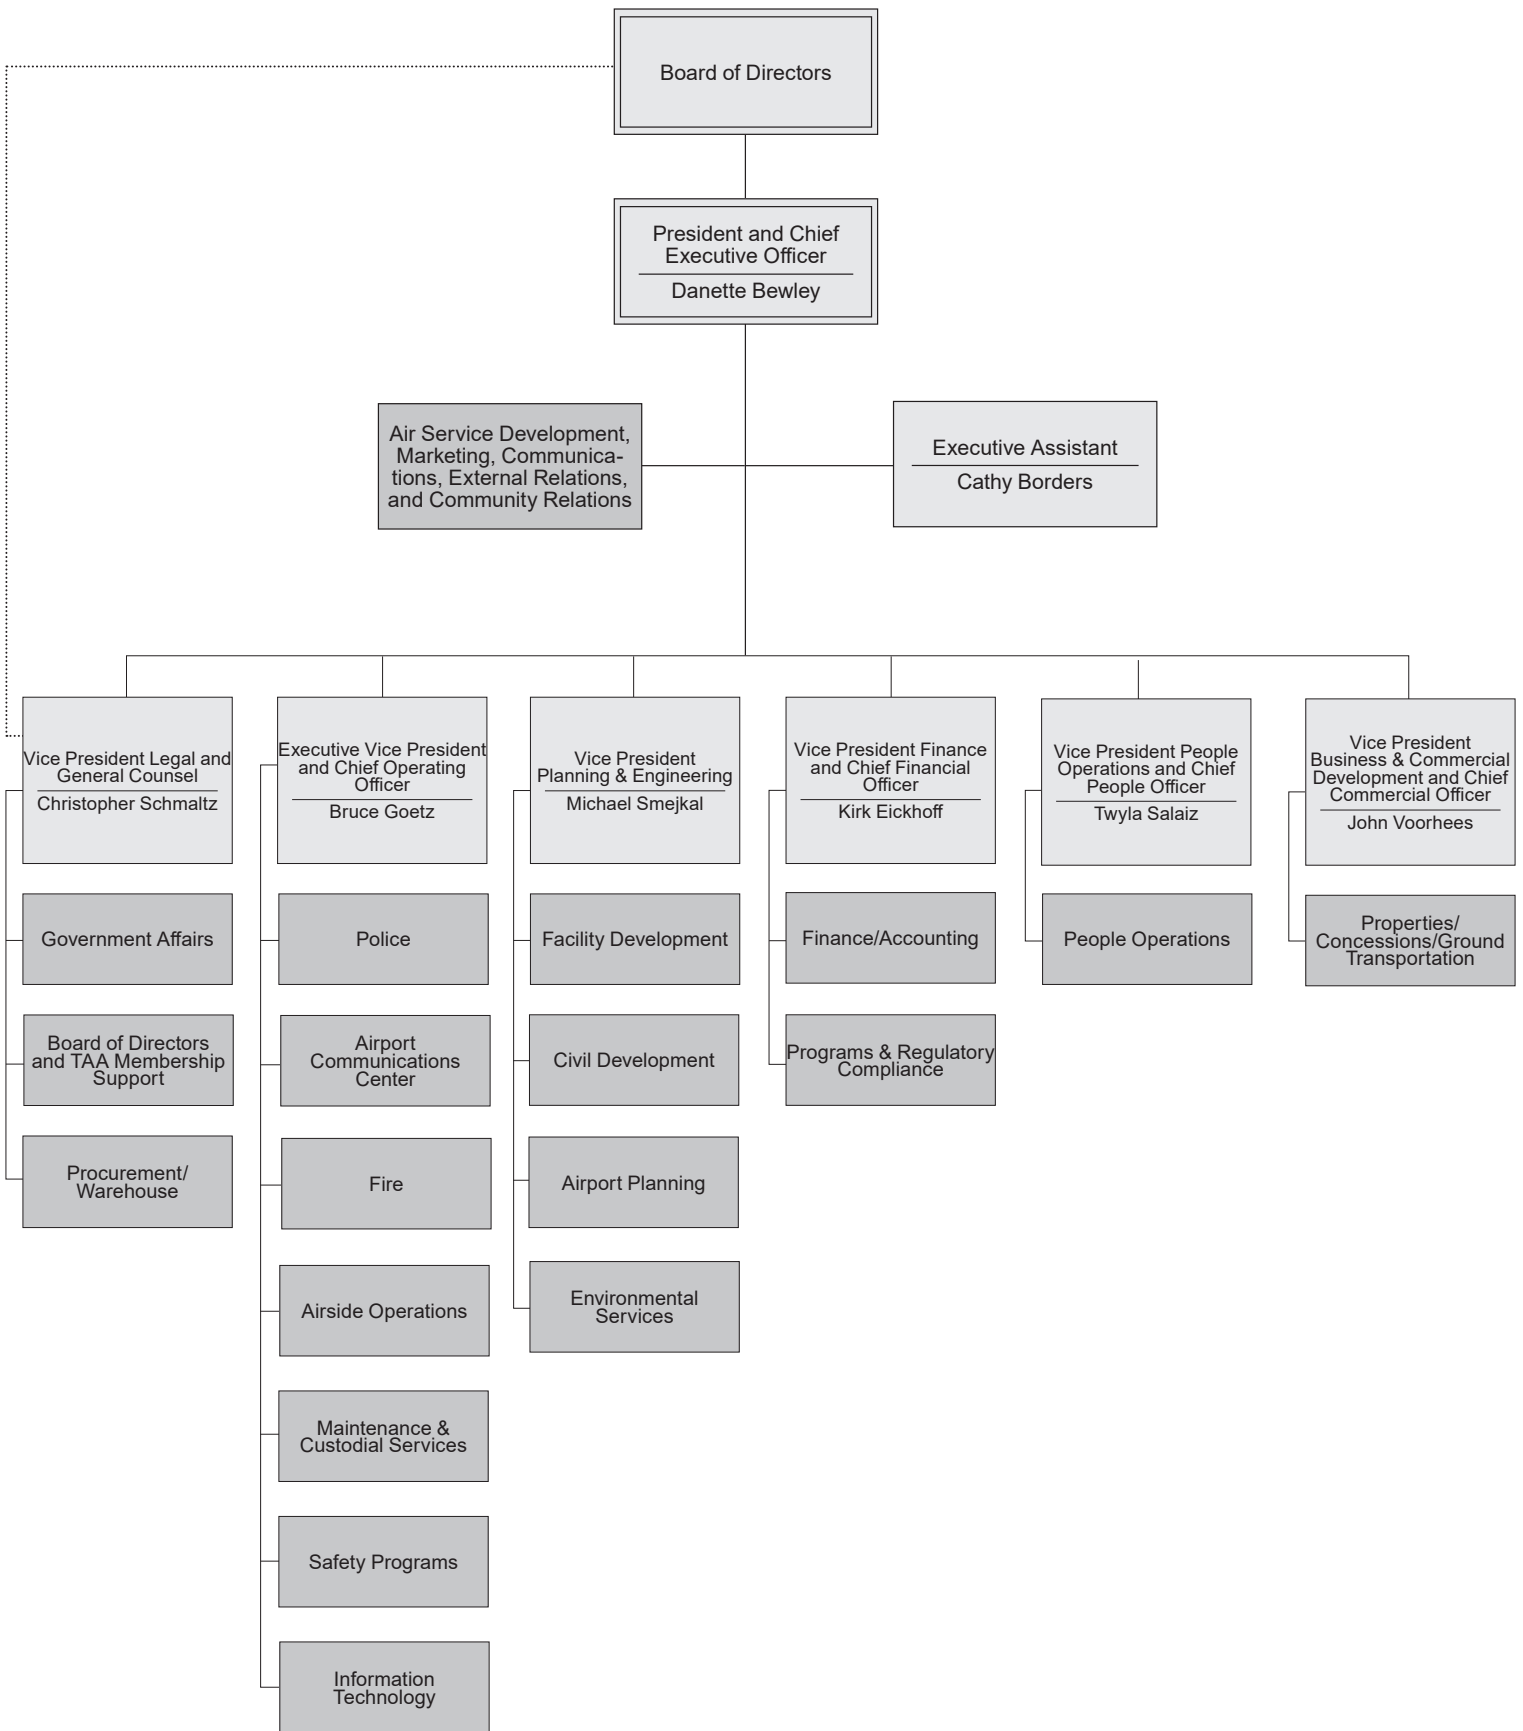 Board of Directors
President and Chief
Executive Officer
Danette Bewley
Air Service Development,
Marketing, Communica-
tions, External Relations,
and Community Relations
Executive Assistant
Cathy Borders
Vice President Legal and
General Counsel
Christopher Schmaltz
Executive Vice President
and Chief Operating
Officer
Bruce Goetz
Vice President
Planning & Engineering
Michael Smejkal
Vice President Finance
and Chief Financial
Officer
Kirk Eickhoff
Vice President People
Operations and Chief
People Officer
Twyla Salaiz
Vice President
Business & Commercial
Development and Chief
Commercial Officer
John Voorhees
Government Affairs
Police
Facility Development
Finance/Accounting
People Operations
Properties/
Concessions/Ground
Transportation
Board of Directors
and TAA Membership
Support
Airport
Communications
Center
Civil Development
Programs & Regulatory
Compliance
Procurement/
Warehouse
Fire
Airport Planning
Airside Operations
Environmental
Services
Maintenance &
Custodial Services
Safety Programs
Information
Technology